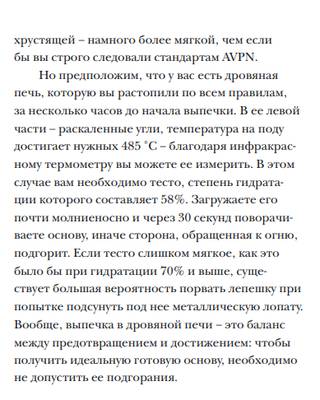 хрустящей – намного более мягкой, чем если
бы вы строго следовали стандартам AVPN.
Но предположим, что у вас есть дровяная
печь, которую вы растопили по всем правилам,
за несколько часов до начала выпечки. В ее левой
части – раскаленные угли, температура на поду
достигает нужных 485 ˚C – благодаря инфракрас-
ному термометру вы можете ее измерить. В этом
случае вам необходимо тесто, степень гидрата-
ции которого составляет 58%. Загружаете его
почти молниеносно и через 30 секунд поворачи-
ваете основу, иначе сторона, обращенная к огню,
подгорит. Если тесто слишком мягкое, как это
было бы при гидратации 70% и выше, суще-
ствует большая вероятность порвать лепешку при
попытке подсунуть под нее металлическую лопату.
Вообще, выпечка в дровяной печи – это баланс
между предотвращением и достижением: чтобы
получить идеальную готовую основу, необходимо
не допустить ее подгорания.